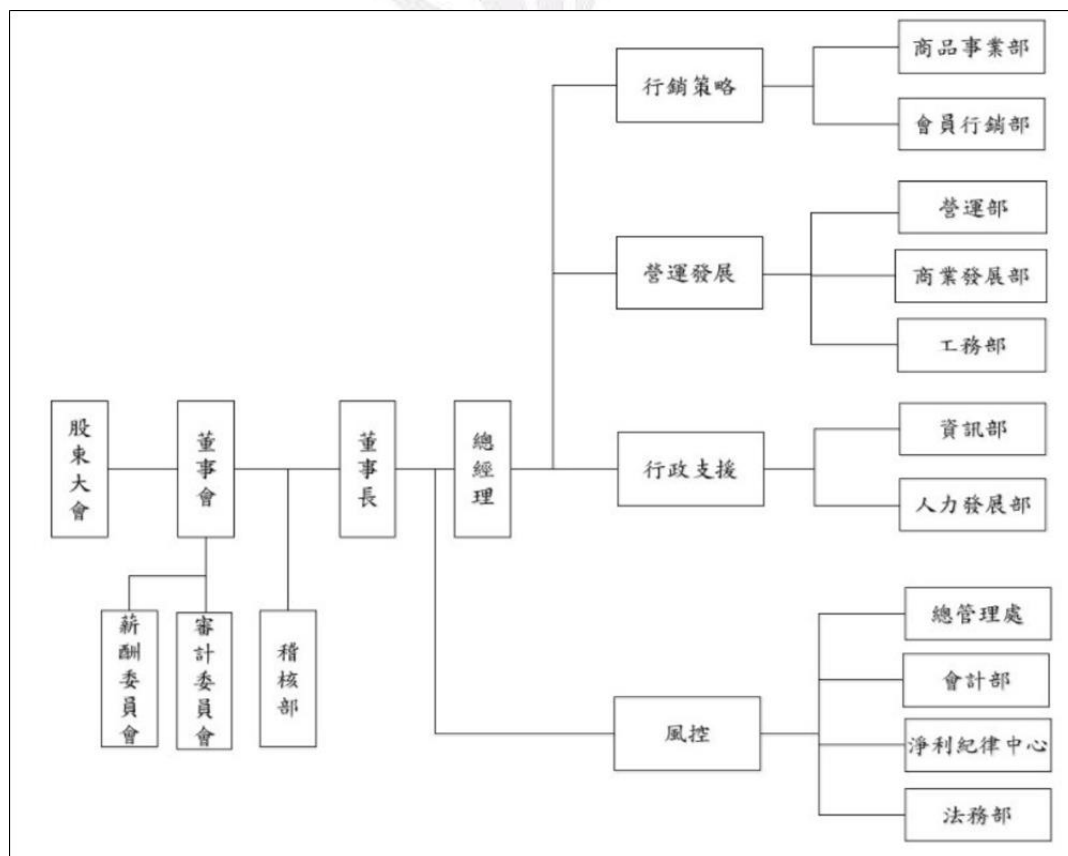 商品事業部
行銷策略
會員行銷部
營運部
營運發展
商業發展部
工務部
股東大會
董事會
董事長
總經理
資訊部
行政支援
人力發展部
薪酬委員會
審計委員會
稽核部
總管理處
會計部
風控
淨利紀律中心
法務部